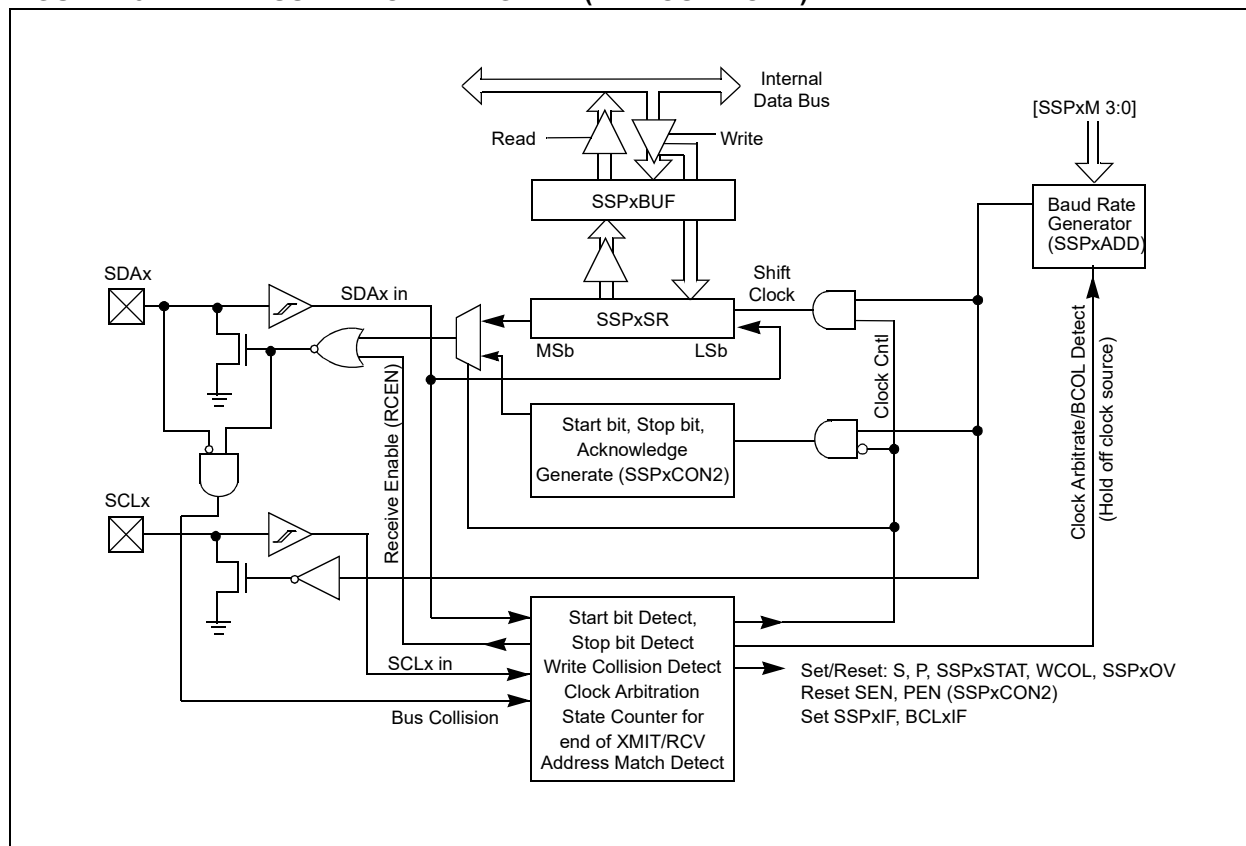 Internal
Data Bus
[SSPxM 3:0]
Read
Write
SSPxBUF
Baud Rate
Generator
(SSPxADD)
SDAx
SDAx in
Shift
Clock
SSPxSR
MSb
LSb
Receive Enable (RCEN)
Clock Cntl
Clock Arbitrate/BCOL Detect
(Hold off clock source)
Start bit, Stop bit,
Acknowledge
Generate (SSPxCON2)
SCLx
SCLx in
Bus Collision
Start bit Detect,
Stop bit Detect
Write Collision Detect
Clock Arbitration
State Counter for
end of XMIT/RCV
Address Match Detect
Set/Reset: S, P, SSPxSTAT, WCOL, SSPxOV
Reset SEN, PEN (SSPxCON2)
Set SSPxIF, BCLxIF